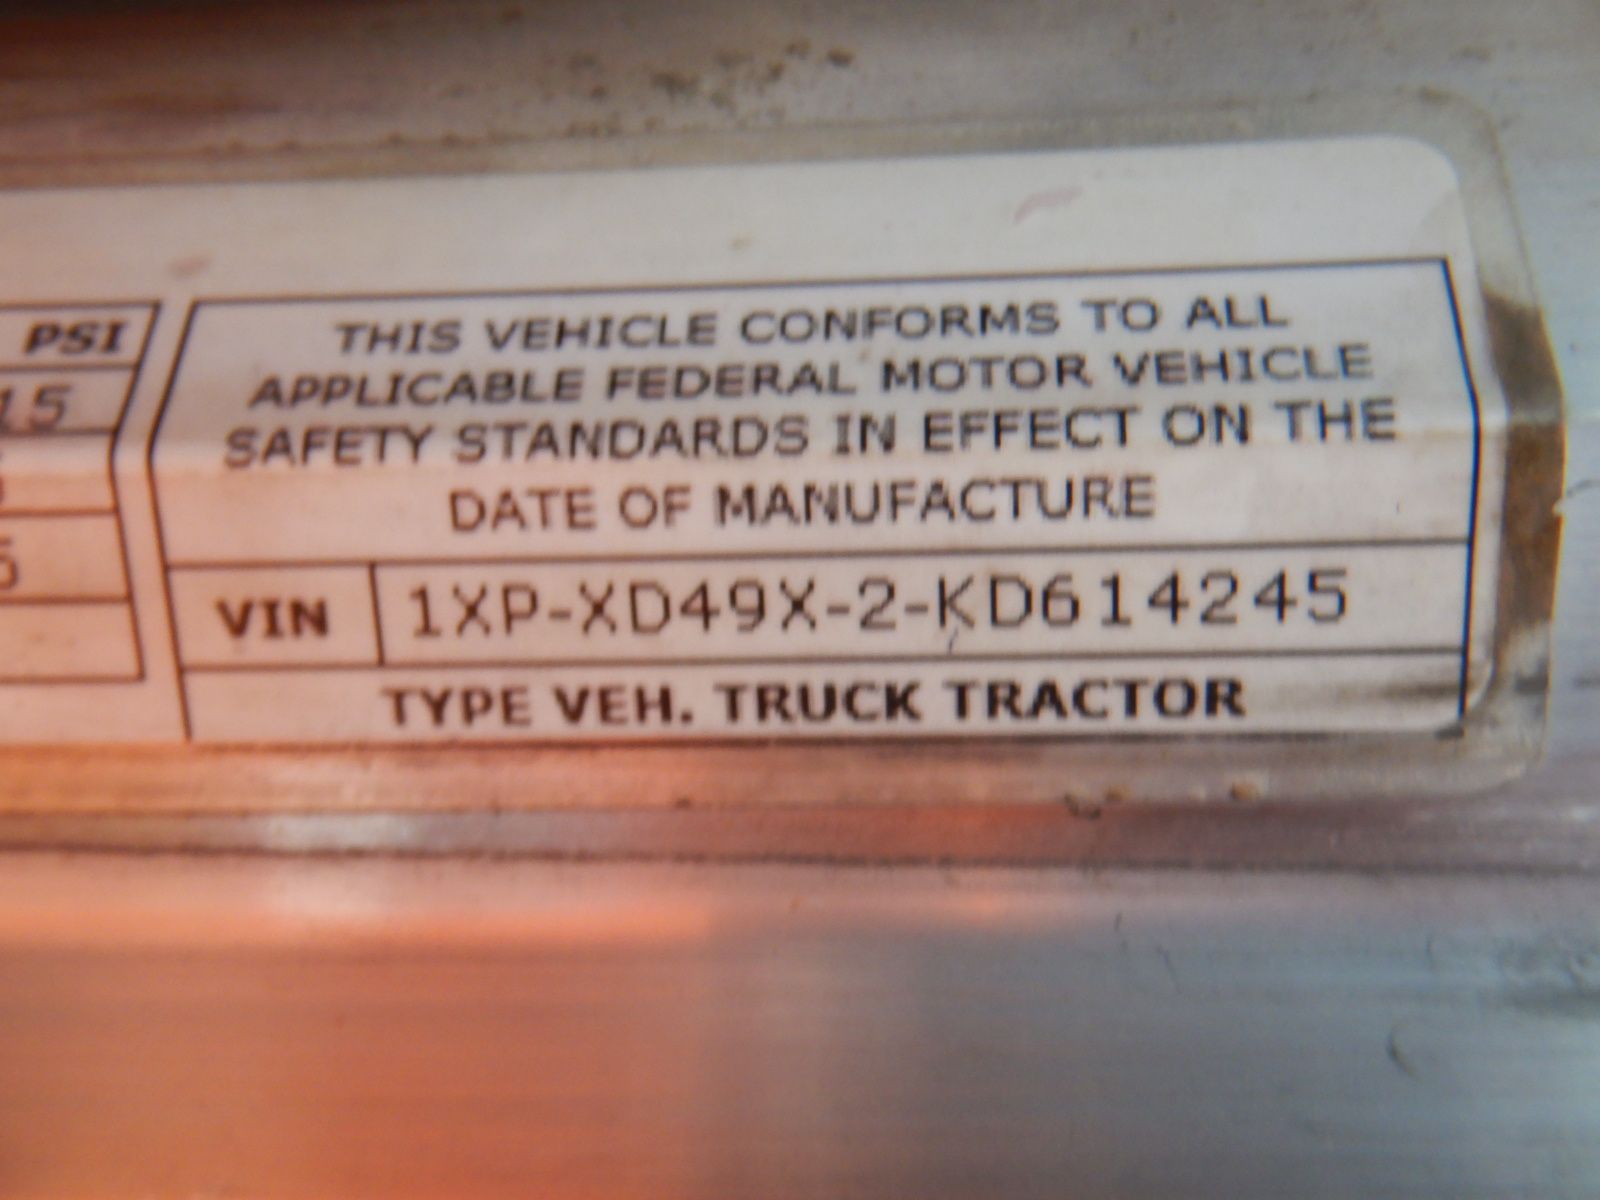 PSI
15
5
THIS VEHICLE CONFORMS TO ALL
APPLICABLE FEDERAL MOTOR VEHICLE
SAFETY STANDARDS IN EFFECT ON THE
DATE OF MANUFACTURE
VIN 1XP-XD49X-2-KD614245
TYPE VEH. TRUCK TRACTOR